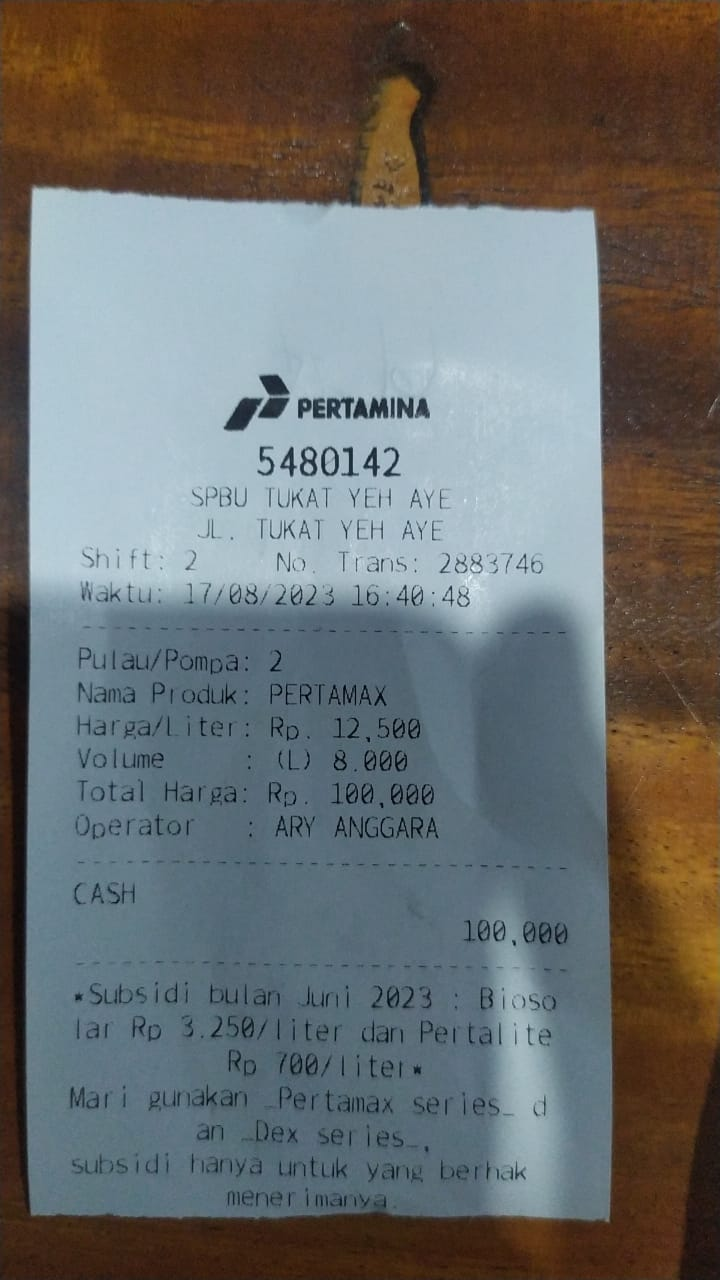 PERTAMINA
5480142
SPBU TUKAT YEH AYE
JL. TUKAT YEH AYE
Shift: 2 No. Trans: 2883746
Waktu: 17/08/2023 16:40:48
Pulau/Pompa: 2
Nama Produk: PERTAMAX
Harga/Liter: Rp. 12,500
Volume : (L) 8.000
Total Harga: Rp. 100,000
Operator : ARY ANGGARA
CASH
100,000
*Subsidi bulan Juni 2023 : Bioso
lar Rp 3.250/liter dan Pertalite
Rp 700/liter*
Mari gunakan _Pertamax series_ d
an _Dex series_,
subsidi hanya untuk yang berhak
menerimanya.